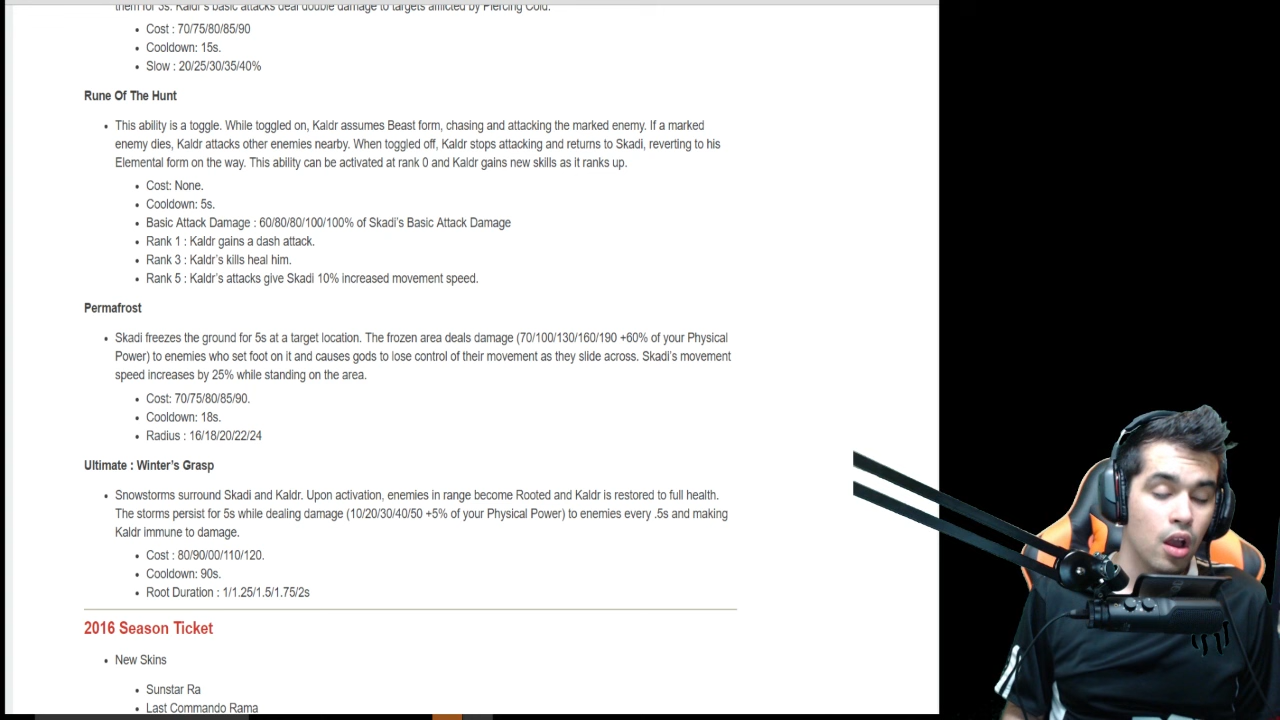 them for 3s. Kaldr's basic attacks deal double damage to targets afflicted by Piercing Cold.
Cost : 70/75/80/85/90
Cooldown: 15s.
Slow : 20/25/30/35/40%
Rune Of The Hunt
This ability is a toggle. While toggled on, Kaldr assumes Beast form, chasing and attacking the marked enemy. If a marked
enemy dies, Kaldr attacks other enemies nearby. When toggled off, Kaldr stops attacking and returns to Skadi, reverting to his
Elemental form on the way. This ability can be activated at rank 0 and Kaldr gains new skills as it ranks up.
Cost: None.
Cooldown: 5s.
Basic Attack Damage : 60/80/80/100/100% of Skadi's Basic Attack Damage
Rank 1 : Kaldr gains a dash attack.
Rank 3 : Kaldr's kills heal him.
Rank 5 : Kaldr's attacks give Skadi 10% increased movement speed.
Permafrost
Skadi freezes the ground for 5s at a target location. The frozen area deals damage (70/100/130/160/190 +60% of your Physical
Power) to enemies who set foot on it and causes gods to lose control of their movement as they slide across. Skadi's movement
speed increases by 25% while standing on the area.
Cost: 70/75/80/85/90.
Cooldown: 18s.
Radius : 16/18/20/22/24
Ultimate : Winter's Grasp
Snowstorms surround Skadi and Kaldr. Upon activation, enemies in range become Rooted and Kaldr is restored to full health.
The storms persist for 5s while dealing damage (10/20/30/40/50 +5% of your Physical Power) to enemies every .5s and making
Kaldr immune to damage.
Cost : 80/90/00/110/120.
Cooldown: 90s.
Root Duration : 1/1.25/1.5/1.75/2s
2016 Season Ticket
New Skins
Sunstar Ra
Last Commando Rama